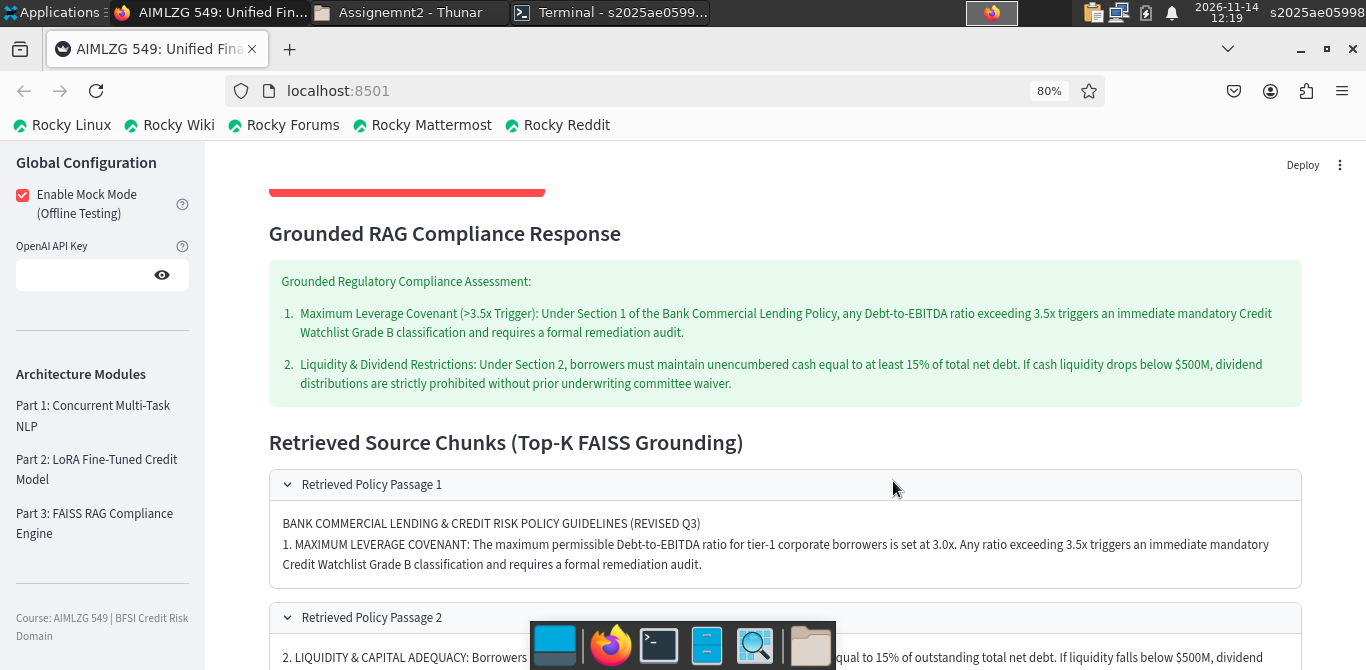 Applications
AIMLZG 549: Unified Fin...
Assignemnt2 - Thunar
Terminal - s2025ae0599...
2026-11-14
12:19
s2025ae05998
AIMLZG 549: Unified Fina
localhost:8501
80%
Rocky Linux
Rocky Wiki
Rocky Forums
Rocky Mattermost
Rocky Reddit
Global Configuration
Enable Mock Mode
(Offline Testing)
OpenAI API Key
Architecture Modules
Part 1: Concurrent Multi-Task
NLP
Part 2: LoRA Fine-Tuned Credit
Model
Part 3: FAISS RAG Compliance
Engine
Course: AIMLZG 549 | BFSI Credit Risk
Domain
Deploy
Grounded RAG Compliance Response
Grounded Regulatory Compliance Assessment:
1. Maximum Leverage Covenant (>3.5x Trigger): Under Section 1 of the Bank Commercial Lending Policy, any Debt-to-EBITDA ratio exceeding 3.5x triggers an immediate mandatory Credit
Watchlist Grade B classification and requires a formal remediation audit.
2. Liquidity & Dividend Restrictions: Under Section 2, borrowers must maintain unencumbered cash equal to at least 15% of total net debt. If cash liquidity drops below $500M, dividend
distributions are strictly prohibited without prior underwriting committee waiver.
Retrieved Source Chunks (Top-K FAISS Grounding)
Retrieved Policy Passage 1
BANK COMMERCIAL LENDING & CREDIT RISK POLICY GUIDELINES (REVISED Q3)
1. MAXIMUM LEVERAGE COVENANT: The maximum permissible Debt-to-EBITDA ratio for tier-1 corporate borrowers is set at 3.0x. Any ratio exceeding 3.5x triggers an immediate mandatory
Credit Watchlist Grade B classification and requires a formal remediation audit.
Retrieved Policy Passage 2
2. LIQUIDITY & CAPITAL ADEQUACY: Borrowers
equal to 15% of outstanding total net debt. If liquidity falls below $500M, dividend